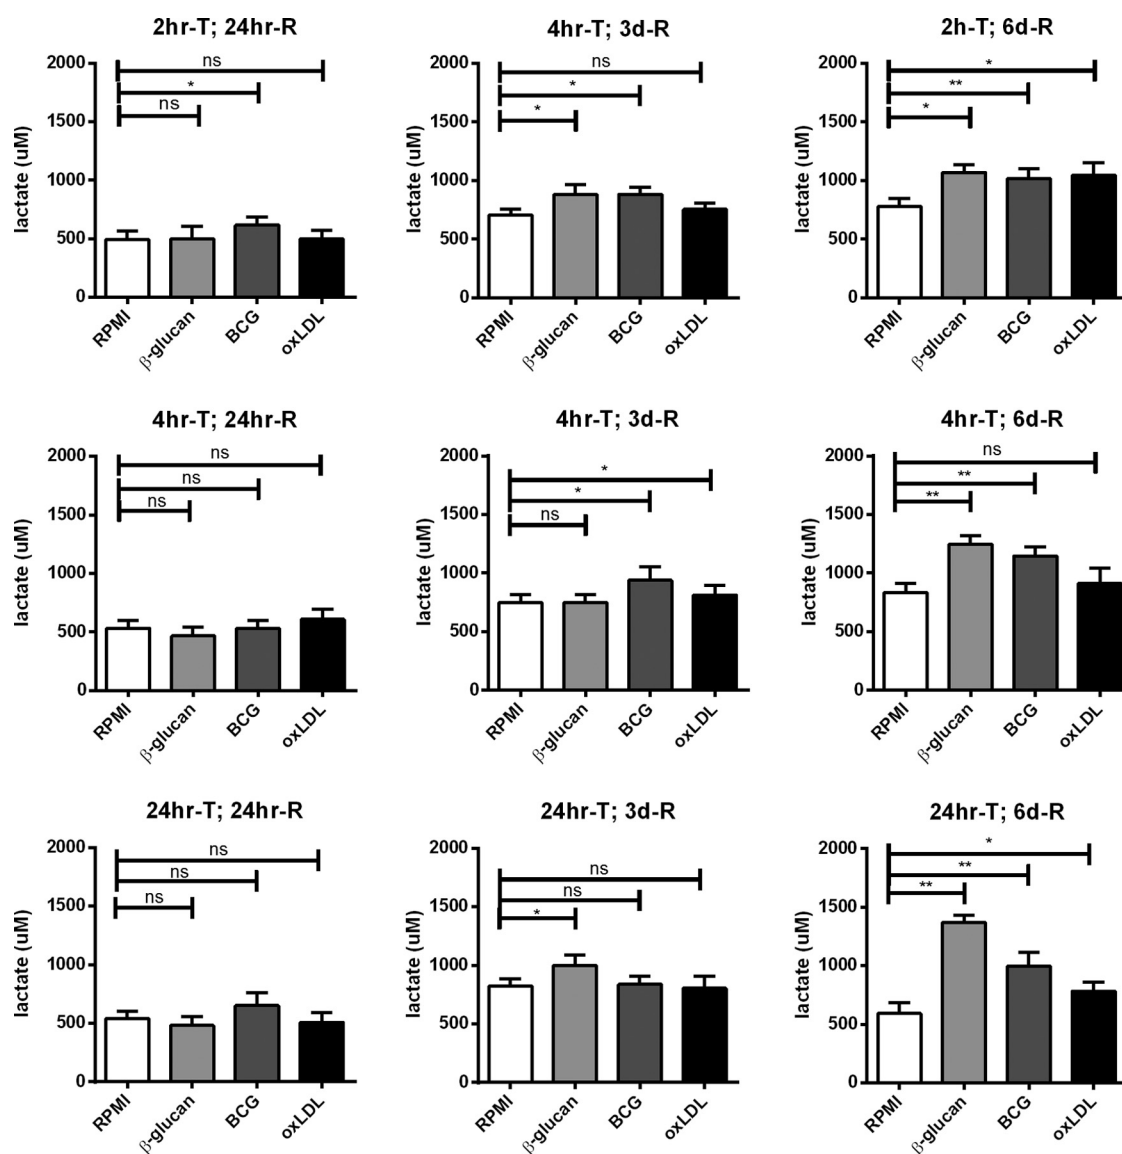 2hr-T; 24hr-R
lactate (uM)
2000
1500
1000
500
0
ns
*
ns
RPMI
β-glucan
BCG
oxLDL
4hr-T; 3d-R
lactate (uM)
2000
1500
1000
500
0
ns
*
*
RPMI
β-glucan
BCG
oxLDL
2h-T; 6d-R
lactate (uM)
2000
1500
1000
500
0
*
**
*
RPMI
β-glucan
BCG
oxLDL
4hr-T; 24hr-R
lactate (uM)
2000
1500
1000
500
0
ns
ns
ns
RPMI
β-glucan
BCG
oxLDL
4hr-T; 3d-R
lactate (uM)
2000
1500
1000
500
0
*
*
ns
RPMI
β-glucan
BCG
oxLDL
4hr-T; 6d-R
lactate (uM)
2000
1500
1000
500
0
ns
**
**
RPMI
β-glucan
BCG
oxLDL
24hr-T; 24hr-R
lactate (uM)
2000
1500
1000
500
0
ns
ns
ns
RPMI
β-glucan
BCG
oxLDL
24hr-T; 3d-R
lactate (uM)
2000
1500
1000
500
0
ns
ns
*
RPMI
β-glucan
BCG
oxLDL
24hr-T; 6d-R
lactate (uM)
2000
1500
1000
500
0
*
**
**
RPMI
β-glucan
BCG
oxLDL